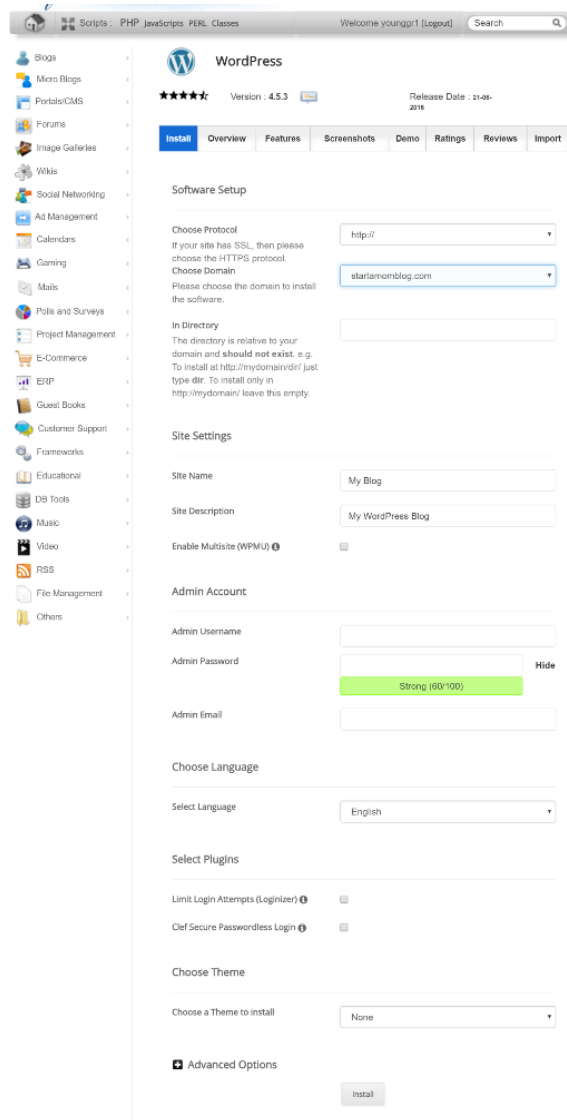 Scripts : PHP JavaScripts PERL Classes
Welcome younggr1 [Logout]
Search
Blogs
Micro Blogs
Portals/CMS
Forums
Image Galleries
Wikis
Social Networking
Ad Management
Calendars
Gaming
Mails
Polls and Surveys
Project Management
E-Commerce
ERP
Guest Books
Customer Support
Frameworks
Educational
DB Tools
Music
Video
RSS
File Management
Others
WordPress
Version : 4.5.3
Release Date : 21-06-
2016
Install Overview Features Screenshots Demo Ratings Reviews Import
Software Setup
Choose Protocol
If your site has SSL, then please
choose the HTTPS protocol.
http://
Choose Domain
Please choose the domain to install
the software.
startamomblog.com
In Directory
The directory is relative to your
domain and should not exist. e.g.
To install at http://mydomain/dir/ just
type dir. To install only in
http://mydomain/ leave this empty.
Site Settings
Site Name
My Blog
Site Description
My WordPress Blog
Enable Multisite (WPMU)
Admin Account
Admin Username
Admin Password
Hide
Strong (60/100)
Admin Email
Choose Language
Select Language
English
Select Plugins
Limit Login Attempts (Loginizer)
Clef Secure Passwordless Login
Choose Theme
Choose a Theme to install
None
Advanced Options
Install